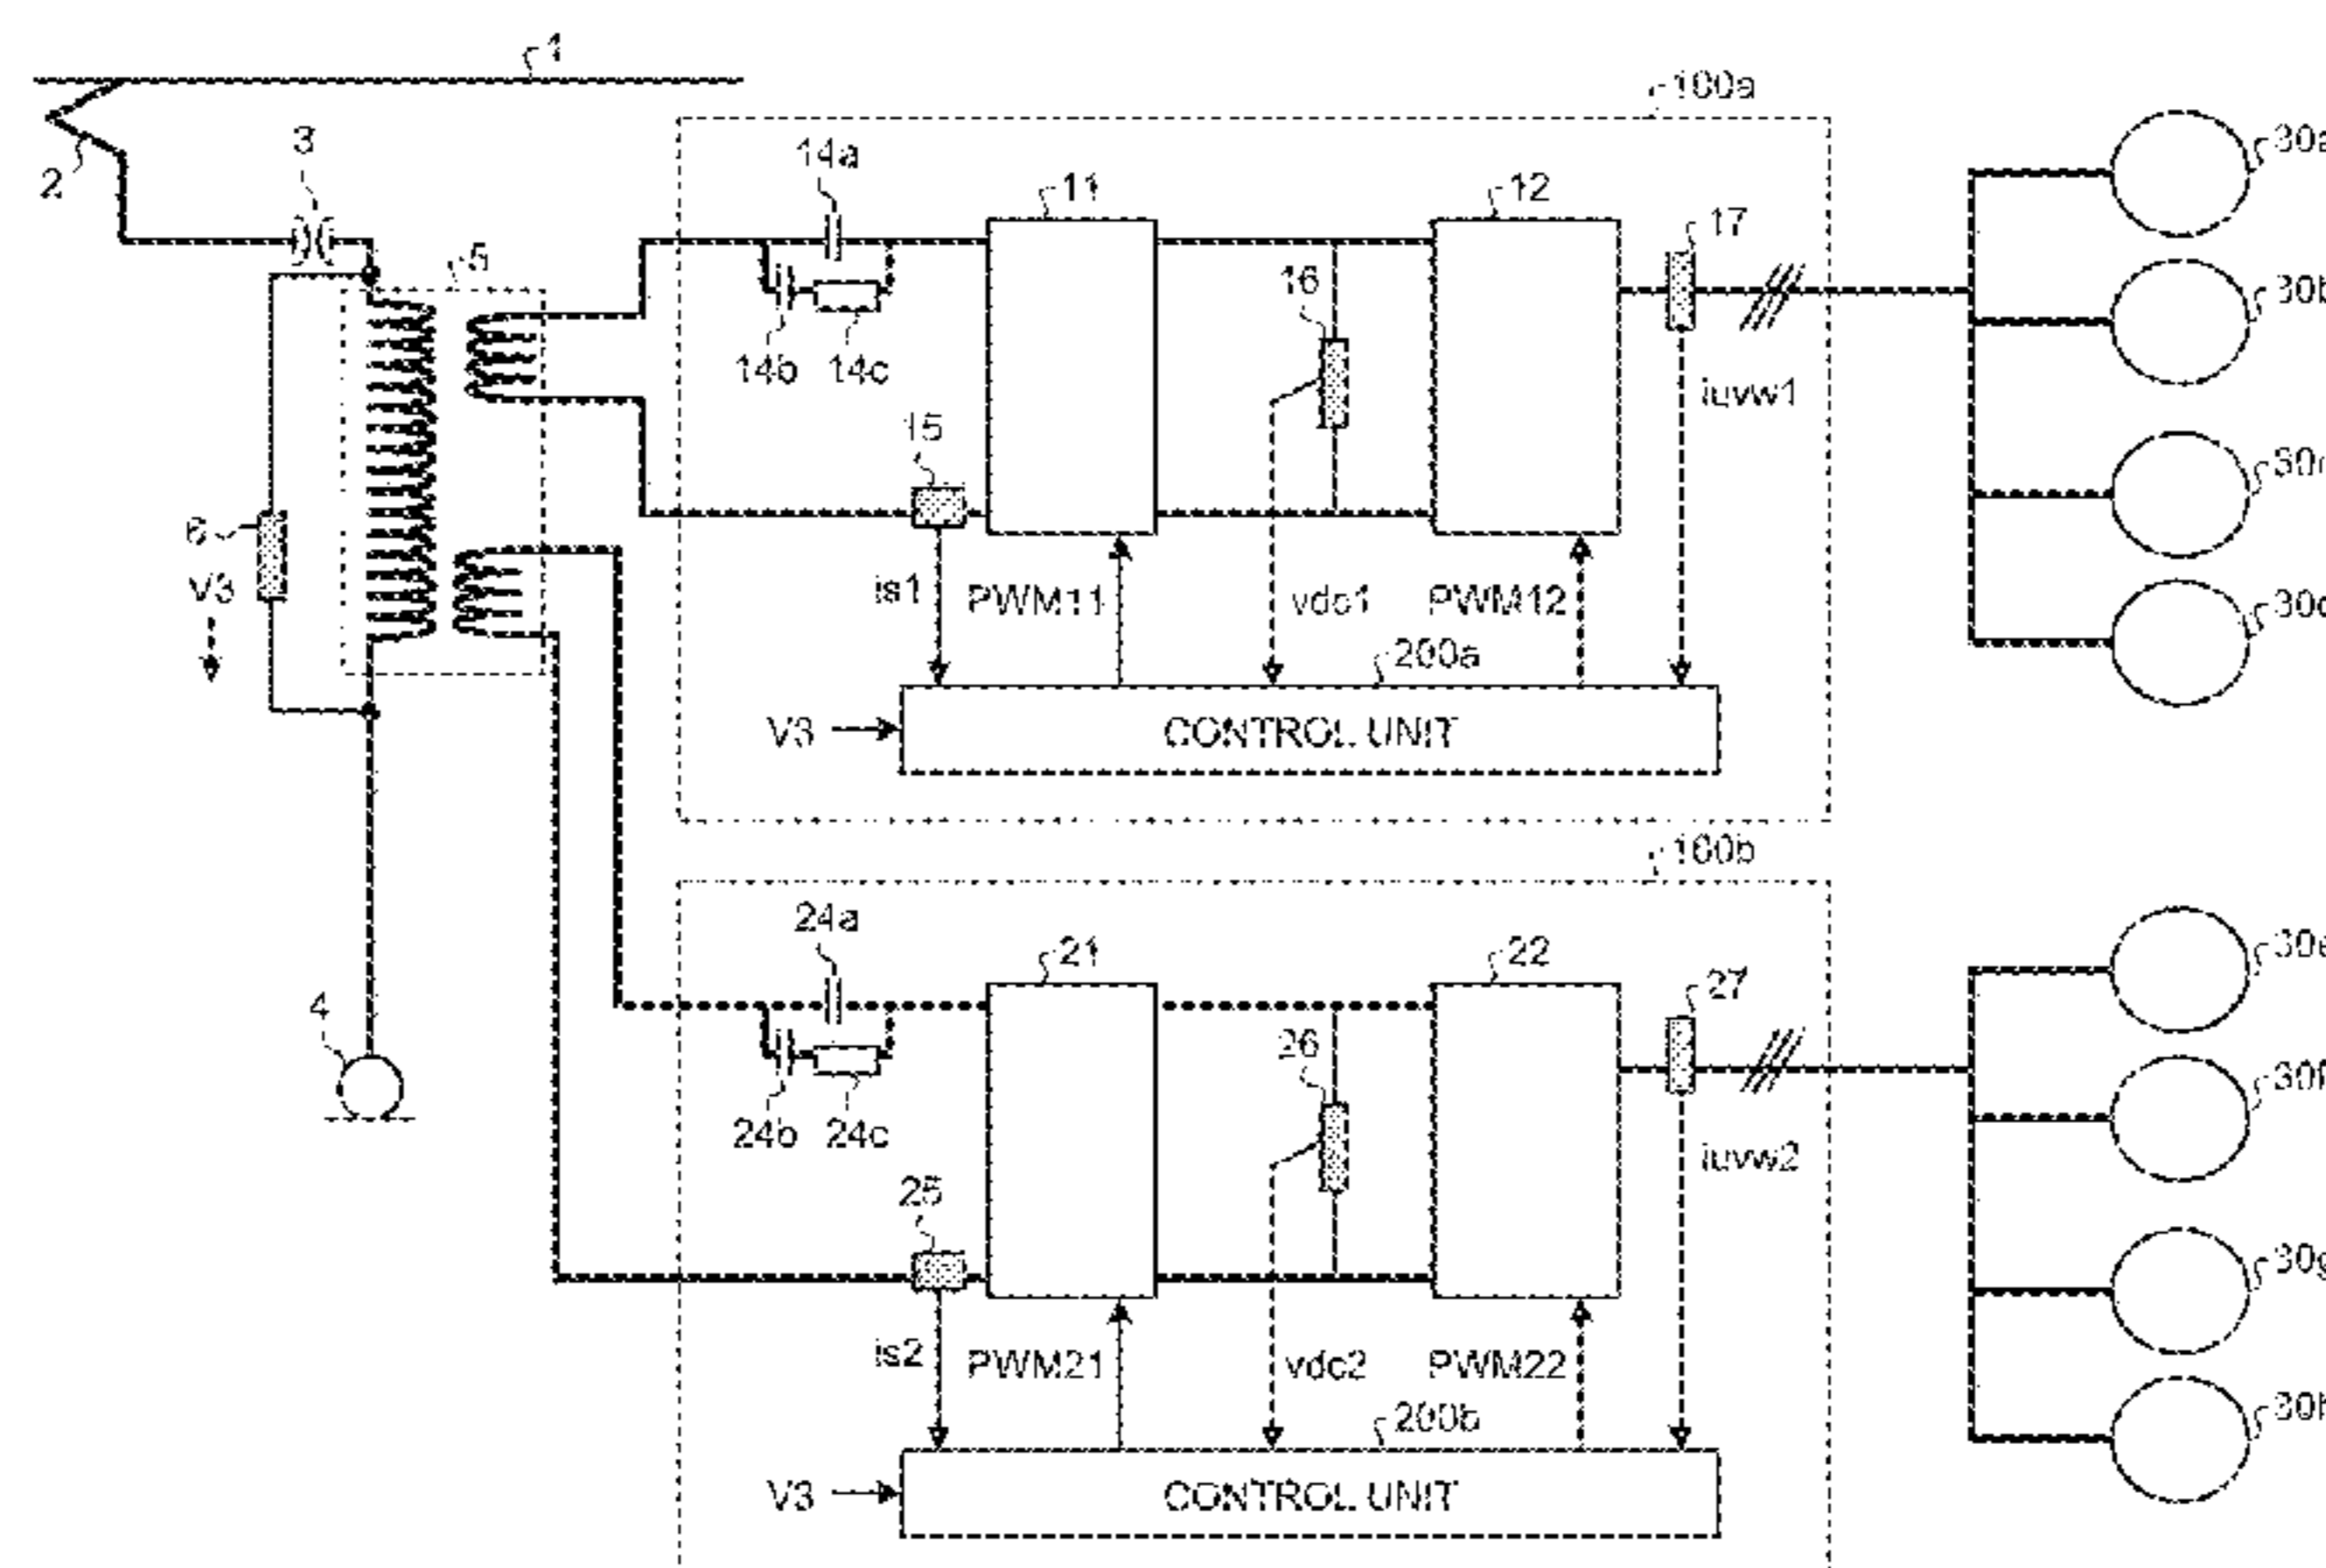 1
2
3
4
5
6
V3
100a
14a
14b
14c
11
12
15
16
17
is1
PWM11
vdc1
PWM12
iuvw1
200a
V3
CONTROL UNIT
30a
30b
30d
100b
24a
24b
24c
21
22
25
26
27
is2
PWM21
vdc2
PWM22
iuvw2
200b
V3
CONTROL UNIT
30e
30f
30g
30h